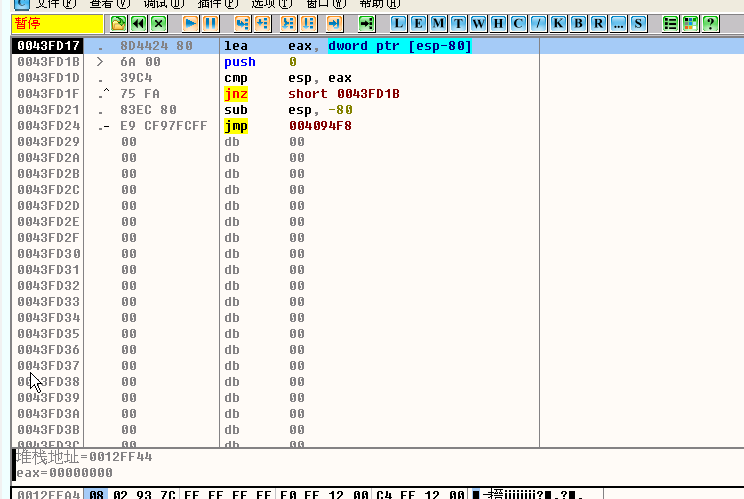 文件(F) 查看(V) 调试(D) 插件(P) 选项(T) 窗口(W) 帮助(H)
暂停 L E M T W H C / K B R ... S ?
0043FD17 . 8D4424 80 lea eax, dword ptr [esp-80]
0043FD1B > 6A 00 push 0
0043FD1D . 39C4 cmp esp, eax
0043FD1F .^ 75 FA jnz short 0043FD1B
0043FD21 . 83EC 80 sub esp, -80
0043FD24 .- E9 CF97FCFF jmp 004094F8
0043FD29 00 db 00
0043FD2A 00 db 00
0043FD2B 00 db 00
0043FD2C 00 db 00
0043FD2D 00 db 00
0043FD2E 00 db 00
0043FD2F 00 db 00
0043FD30 00 db 00
0043FD31 00 db 00
0043FD32 00 db 00
0043FD33 00 db 00
0043FD34 00 db 00
0043FD35 00 db 00
0043FD36 00 db 00
0043FD37 00 db 00
0043FD38 00 db 00
0043FD39 00 db 00
0043FD3A 00 db 00
0043FD3B 00 db 00
0043FD3C 00 db 00
堆栈地址=0012FF44
eax=00000000
0012FFA4 08 02 93 7C FF FF FF FF F0 FF 12 00 C4 FF 12 00